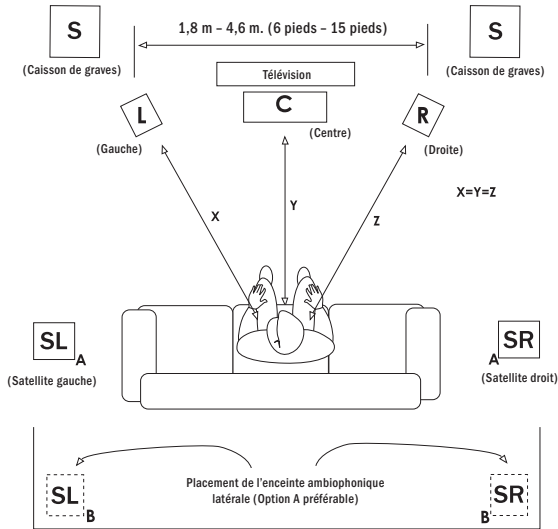 S
1,8 m – 4,6 m. (6 pieds – 15 pieds)
S
(Caisson de graves)
Télévision
(Caisson de graves)
L
C
R
(Gauche)
(Centre)
(Droite)
X
Y
Z
X=Y=Z
SL
A
(Satellite gauche)
A
SR
(Satellite droit)
SL
B
Placement de l’enceinte ambiophonique
latérale (Option A préférable)
SR
B